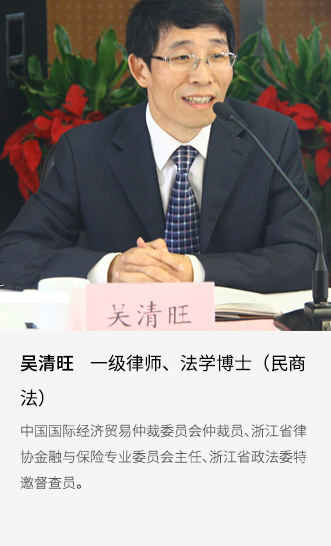 吴清旺
吴清旺 一级律师、法学博士（民商
法）
中国国际经济贸易仲裁委员会仲裁员、浙江省律
协金融与保险专业委员会主任、浙江省政法委特
邀督查员。